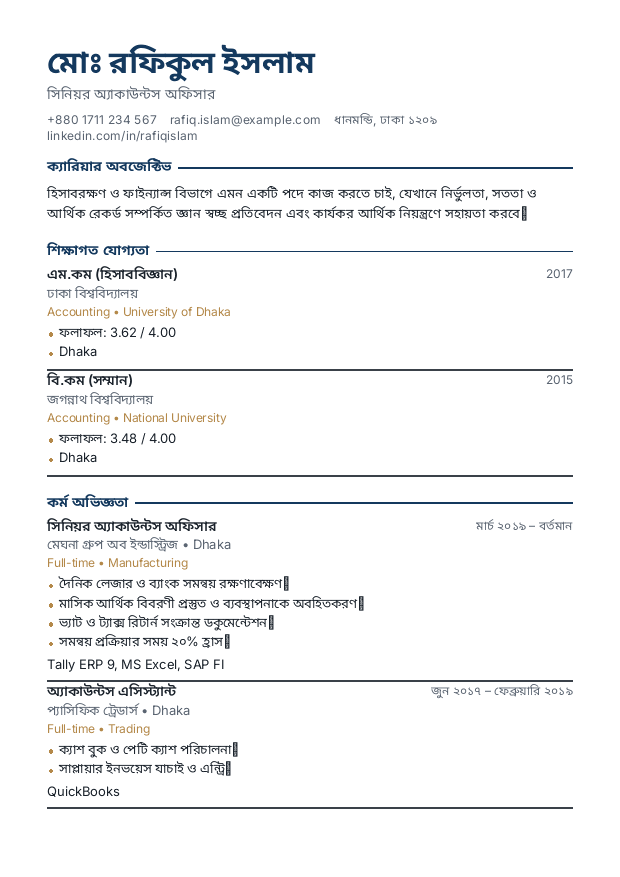 মোঃ রফিকুল ইসলাম
সিনিয়র অ্যাকাউন্টস অফিসার
+880 1711 234 567 rafiq.islam@example.com ধানমন্ডি, ঢাকা ১২০৯
linkedin.com/in/rafiqislam
ক্যারিয়ার অবজেক্টিভ
হিসাবরক্ষণ ও ফাইন্যান্স বিভাগে এমন একটি পদে কাজ করতে চাই, যেখানে নির্ভুলতা, সততা ও
আর্থিক রেকর্ড সম্পর্কিত জ্ঞান স্বচ্ছ প্রতিবেদন এবং কার্যকর আর্থিক নিয়ন্ত্রণে সহায়তা করবে
শিক্ষাগত যোগ্যতা
এম.কম (হিসাববিজ্ঞান) 2017
ঢাকা বিশ্ববিদ্যালয়
Accounting • University of Dhaka
• ফলাফল: 3.62 / 4.00
• Dhaka
বি.কম (সম্মান) 2015
জগন্নাথ বিশ্ববিদ্যালয়
Accounting • National University
• ফলাফল: 3.48 / 4.00
• Dhaka
কর্ম অভিজ্ঞতা
সিনিয়র অ্যাকাউন্টস অফিসার মার্চ ২০১৯ – বর্তমান
মেঘনা গ্রুপ অব ইন্ডাস্ট্রিজ • Dhaka
Full-time • Manufacturing
• দৈনিক লেজার ও ব্যাংক সমন্বয় রক্ষণাবেক্ষণ
• মাসিক আর্থিক বিবরণী প্রস্তুত ও ব্যবস্থাপনাকে অবহিতকরণ
• ভ্যাট ও ট্যাক্স রিটার্ন সংক্রান্ত ডকুমেন্টেশন
• সমন্বয় প্রক্রিয়ার সময় ২০% হ্রাস
Tally ERP 9, MS Excel, SAP FI
অ্যাকাউন্টস এসিস্ট্যান্ট জুন ২০১৭ – ফেব্রুয়ারি ২০১৯
প্যাসিফিক ট্রেডার্স • Dhaka
Full-time • Trading
• ক্যাশ বুক ও পেটি ক্যাশ পরিচালনা
• সাপ্লায়ার ইনভয়েস যাচাই ও এন্ট্রি
QuickBooks